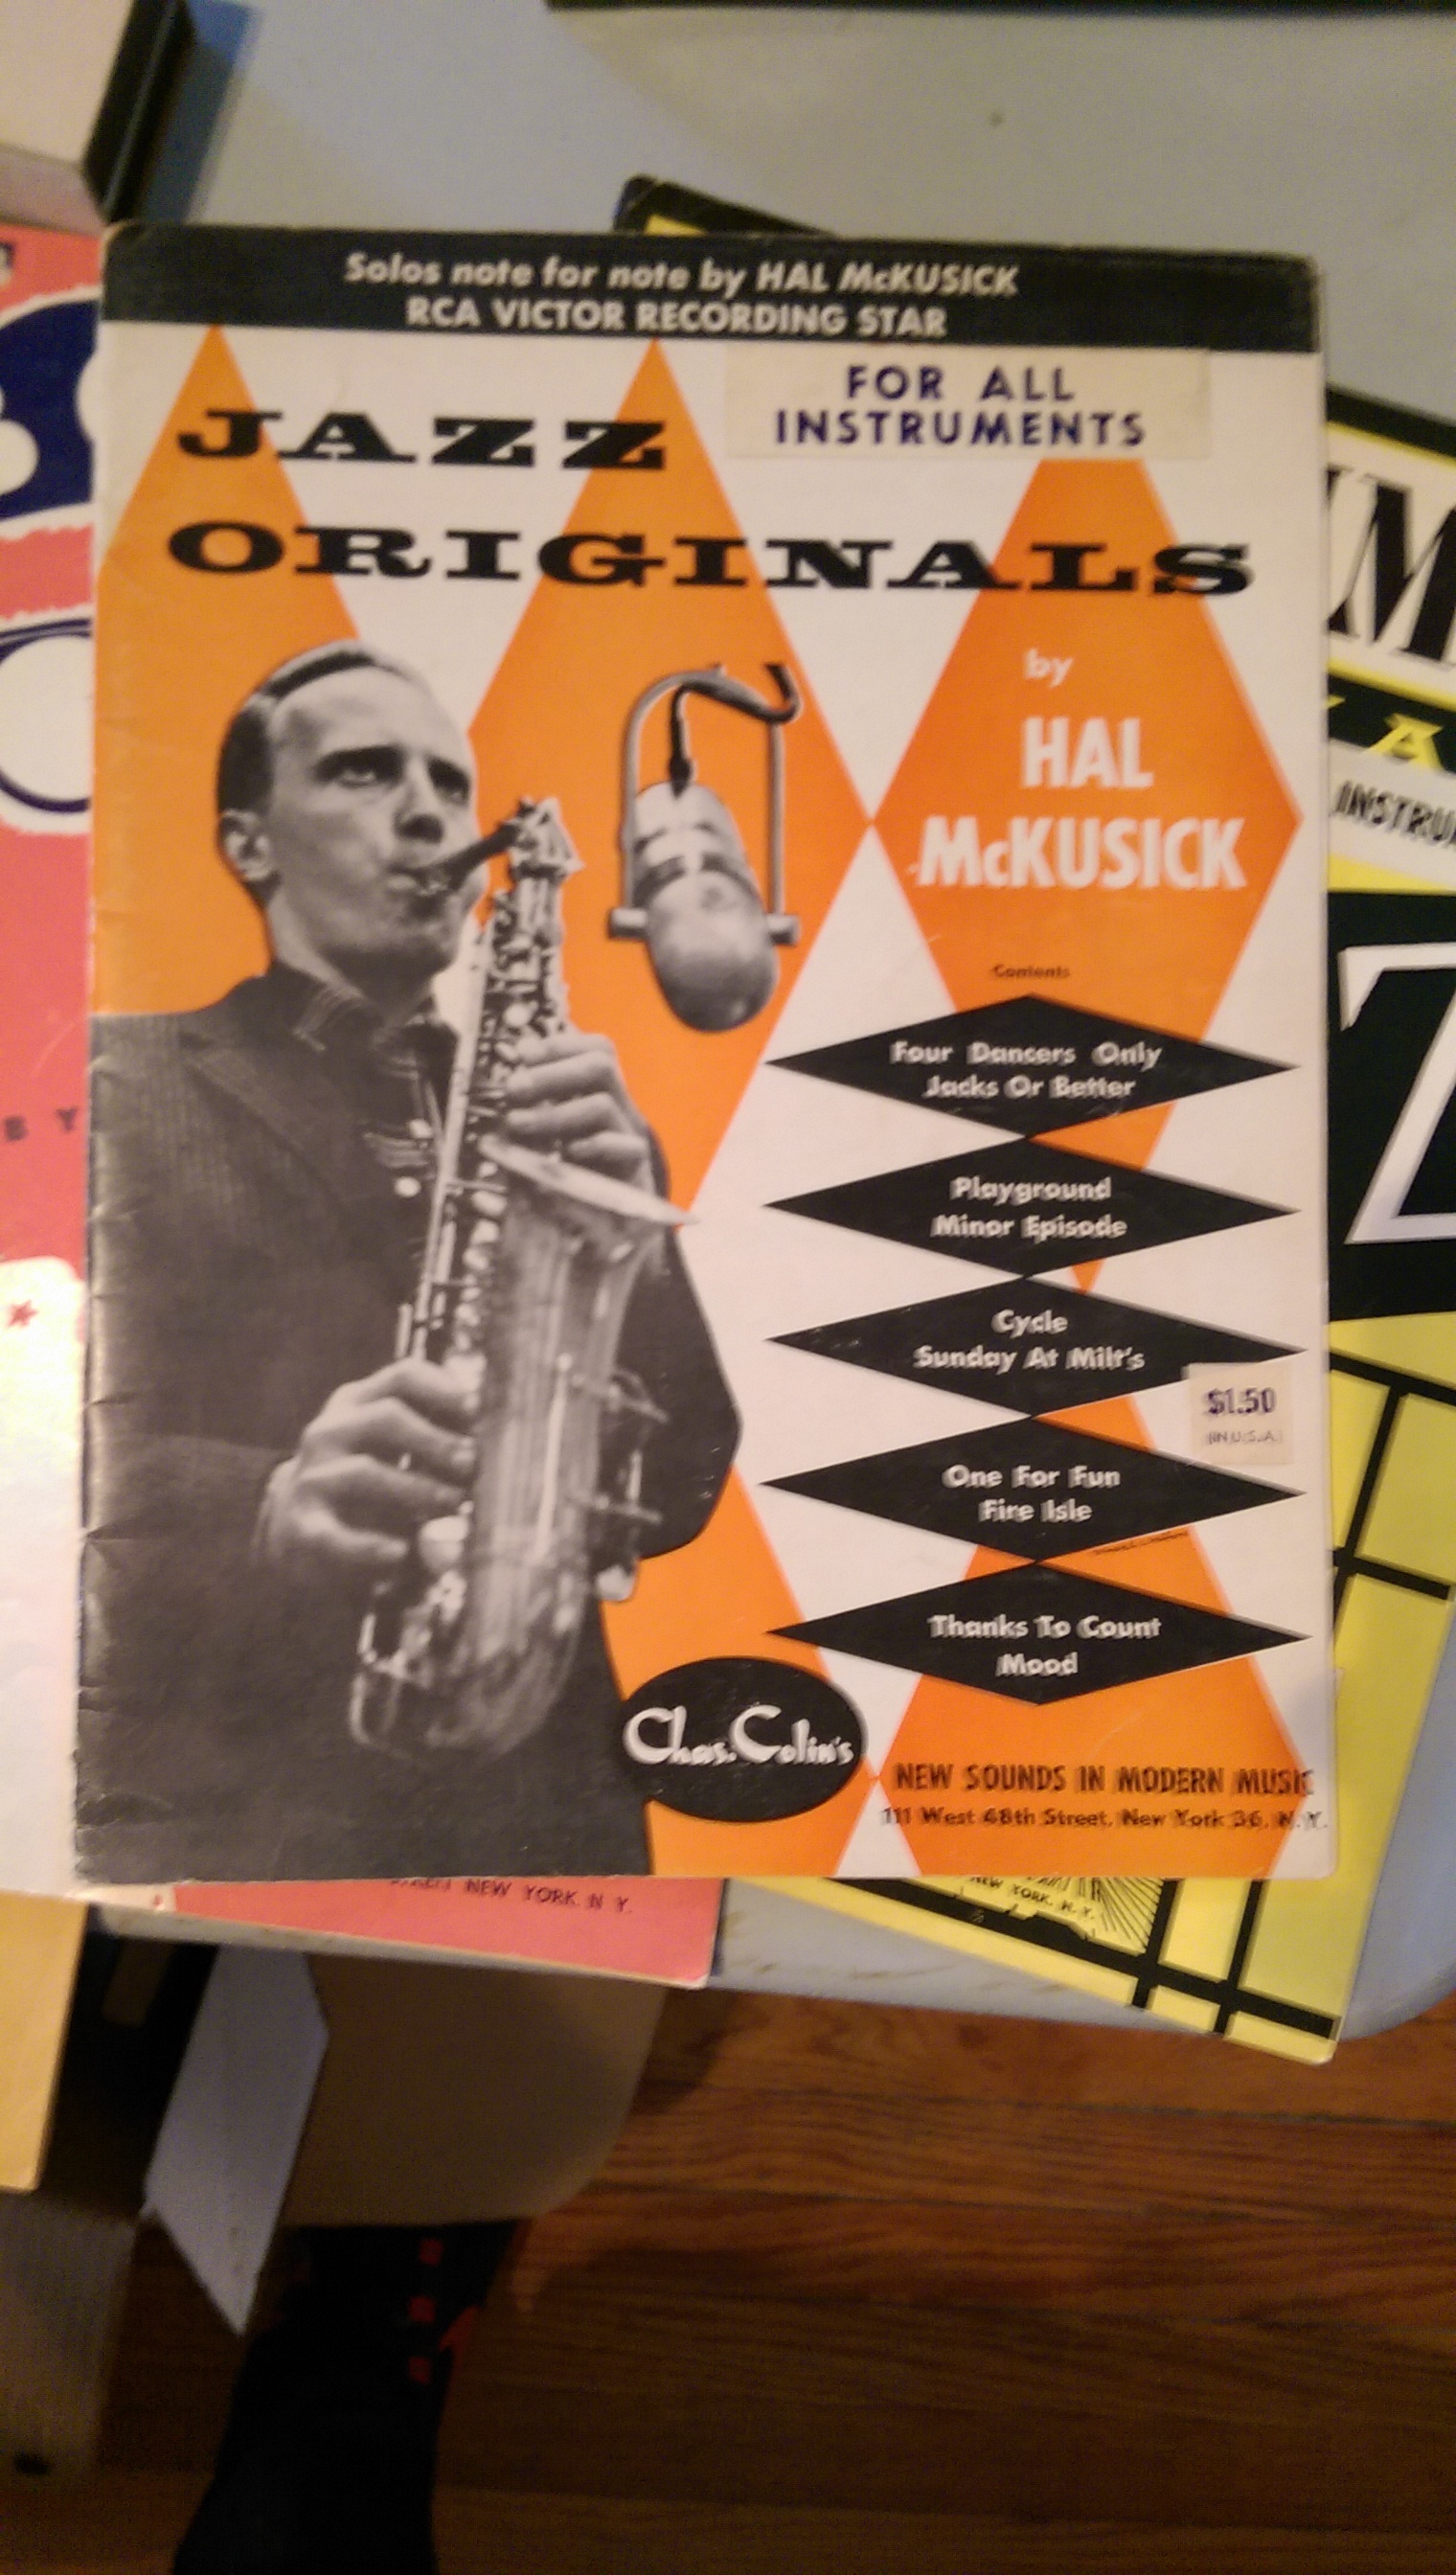 Solos note for note by HAL McKUSICK
RCA VICTOR RECORDING STAR
FOR ALL
INSTRUMENTS
JAZZ
ORIGINALS
by
HAL
McKUSICK
Contents
Four Dancers Only
Jacks Or Better
Playground
Minor Episode
Cycle
Sunday At Milt's
$1.50
(IN U.S.A.)
One For Fun
Fire Isle
Thanks To Count
Mood
Chas. Colin's
NEW SOUNDS IN MODERN MUSIC
111 West 48th Street, New York 36, N.Y.
BY
NEW YORK N Y.
NEW YORK, N. Y.